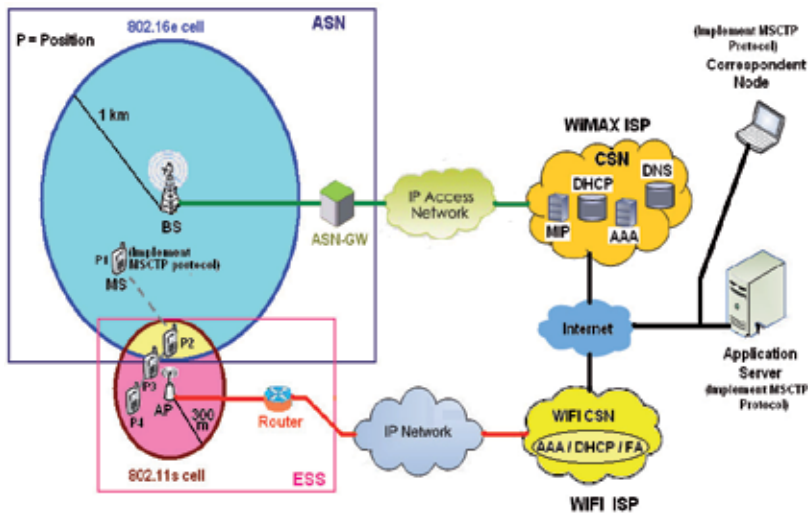 802.16e cell
ASN
P = Position
1 km
BS
ASN-GW
IP Access
Network
WiMAX ISP
CSN
DHCP
DNS
MIP
AAA
(Implement MSCTP
Protocol)
Correspondent
Node
P1
(Implement
MSCTP protocol)
MS
P2
P3
P4
AP
300
m
802.11s cell
ESS
Router
IP Network
Internet
WIFI CSN
AAA / DHCP / FA
WIFI ISP
Application
Server
(Implement MSCTP
Protocol)